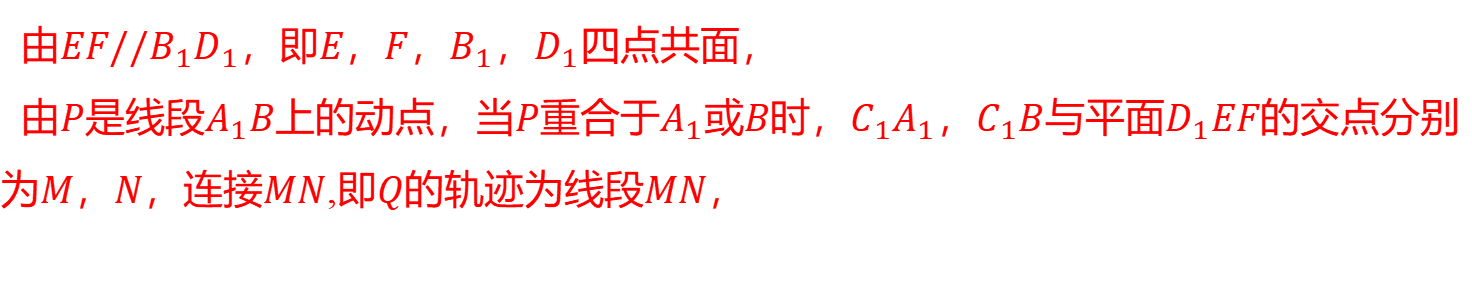 由EF//B₁D₁，即E，F，B₁，D₁四点共面，
由P是线段A₁B上的动点，当P重合于A₁或B时，C₁A₁，C₁B与平面D₁EF的交点分别
为M，N，连接MN,即Q的轨迹为线段MN，